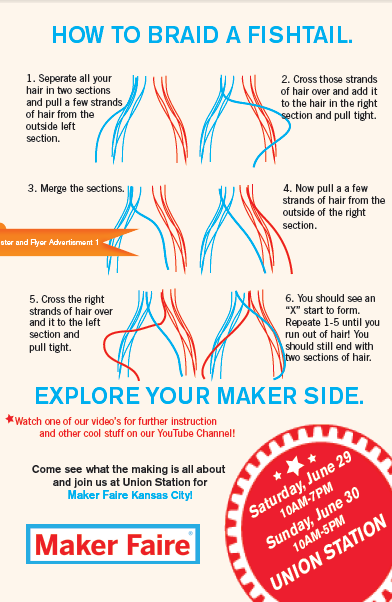 HOW TO BRAID A FISHTAIL.
1. Seperate all your
hair in two sections
and pull a few strands
of hair from the
outside left
section.
2. Cross those strands
of hair over and add it
to the hair in the right
section and pull tight.
3. Merge the sections.
4. Now pull a a few
strands of hair from the
outside of the right
section.
ster and Flyer Advertisment 1
5. Cross the right
strands of hair over
and it to the left
section and
pull tight.
6. You should see an
"X" start to form.
Repeate 1-5 until you
run out of hair! You
should still end with
two sections of hair.
EXPLORE YOUR MAKER SIDE.
Watch one of our video's for further instruction
and other cool stuff on our YouTube Channel!
Come see what the making is all about
and join us at Union Station for
Maker Faire Kansas City!
Maker Faire®
Saturday, June 29
10AM-7PM
Sunday, June 30
10AM-5PM
UNION STATION